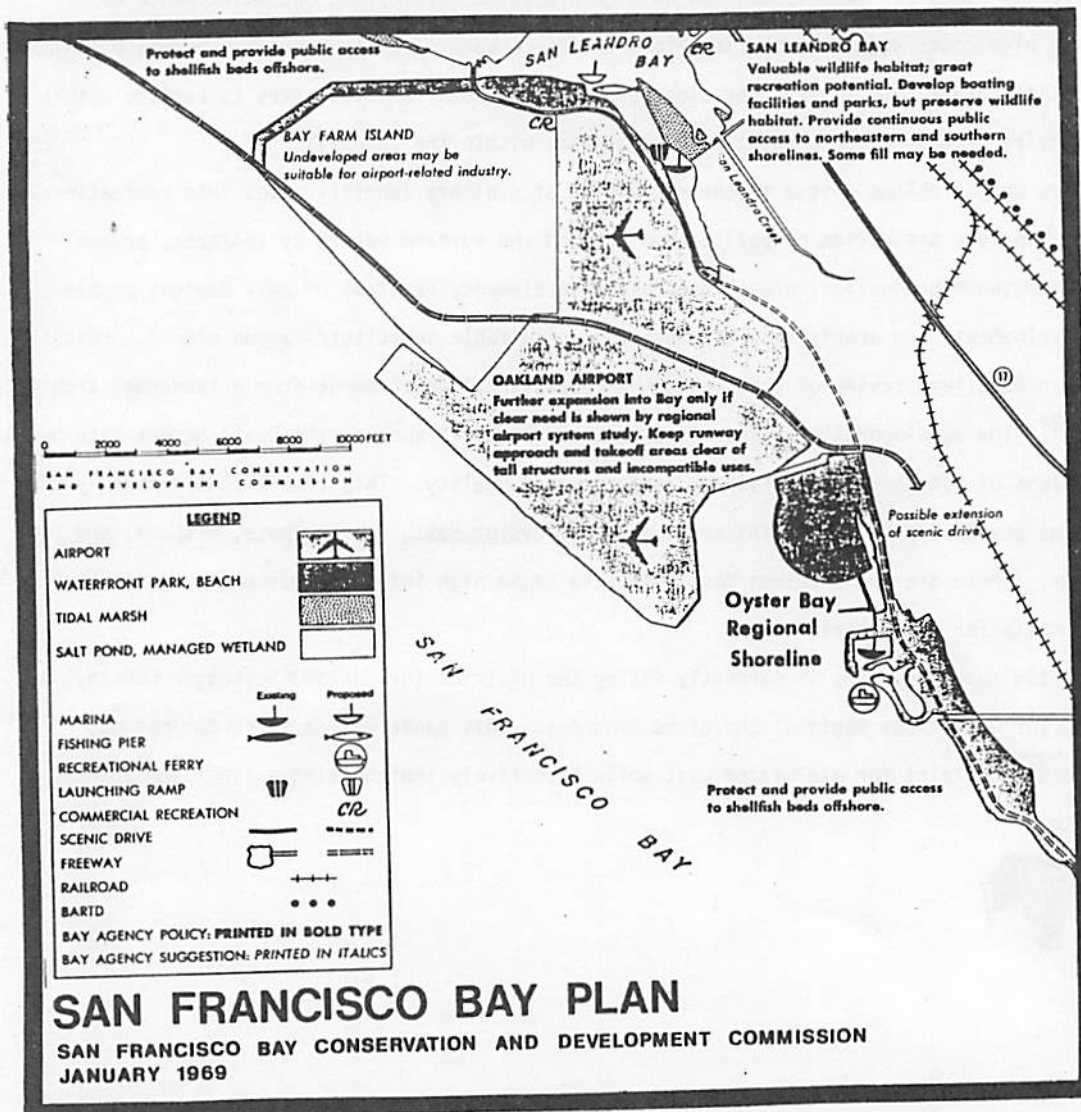 Protect and provide public access
to shellfish beds offshore.
SAN LEANDRO
BAY
CR
SAN LEANDRO BAY
Valuable wildlife habitat; great
recreation potential. Develop boating
facilities and parks, but preserve wildlife
habitat. Provide continuous public
access to northeastern and southern
shorelines. Some fill may be needed.
CR
BAY FARM ISLAND
Undeveloped areas may be
suitable for airport-related industry.
San Leandro Creek
17
OAKLAND AIRPORT
Further expansion into Bay only if
clear need is shown by regional
airport system study. Keep runway
approach and takeoff areas clear of
tall structures and incompatible uses.
0 2000 4000 6000 8000 10000 FEET
SAN FRANCISCO BAY CONSERVATION
AND DEVELOPMENT COMMISSION
Possible extension
of scenic drive
Oyster Bay
Regional
Shoreline
SAN FRANCISCO BAY
Protect and provide public access
to shellfish beds offshore.
LEGEND
AIRPORT
WATERFRONT PARK, BEACH
TIDAL MARSH
SALT POND, MANAGED WETLAND
Existing Proposed
MARINA
FISHING PIER
RECREATIONAL FERRY
LAUNCHING RAMP
COMMERCIAL RECREATION CR
SCENIC DRIVE
FREEWAY
RAILROAD
BARTD
BAY AGENCY POLICY: PRINTED IN BOLD TYPE
BAY AGENCY SUGGESTION: PRINTED IN ITALICS
SAN FRANCISCO BAY PLAN
SAN FRANCISCO BAY CONSERVATION AND DEVELOPMENT COMMISSION
JANUARY 1969